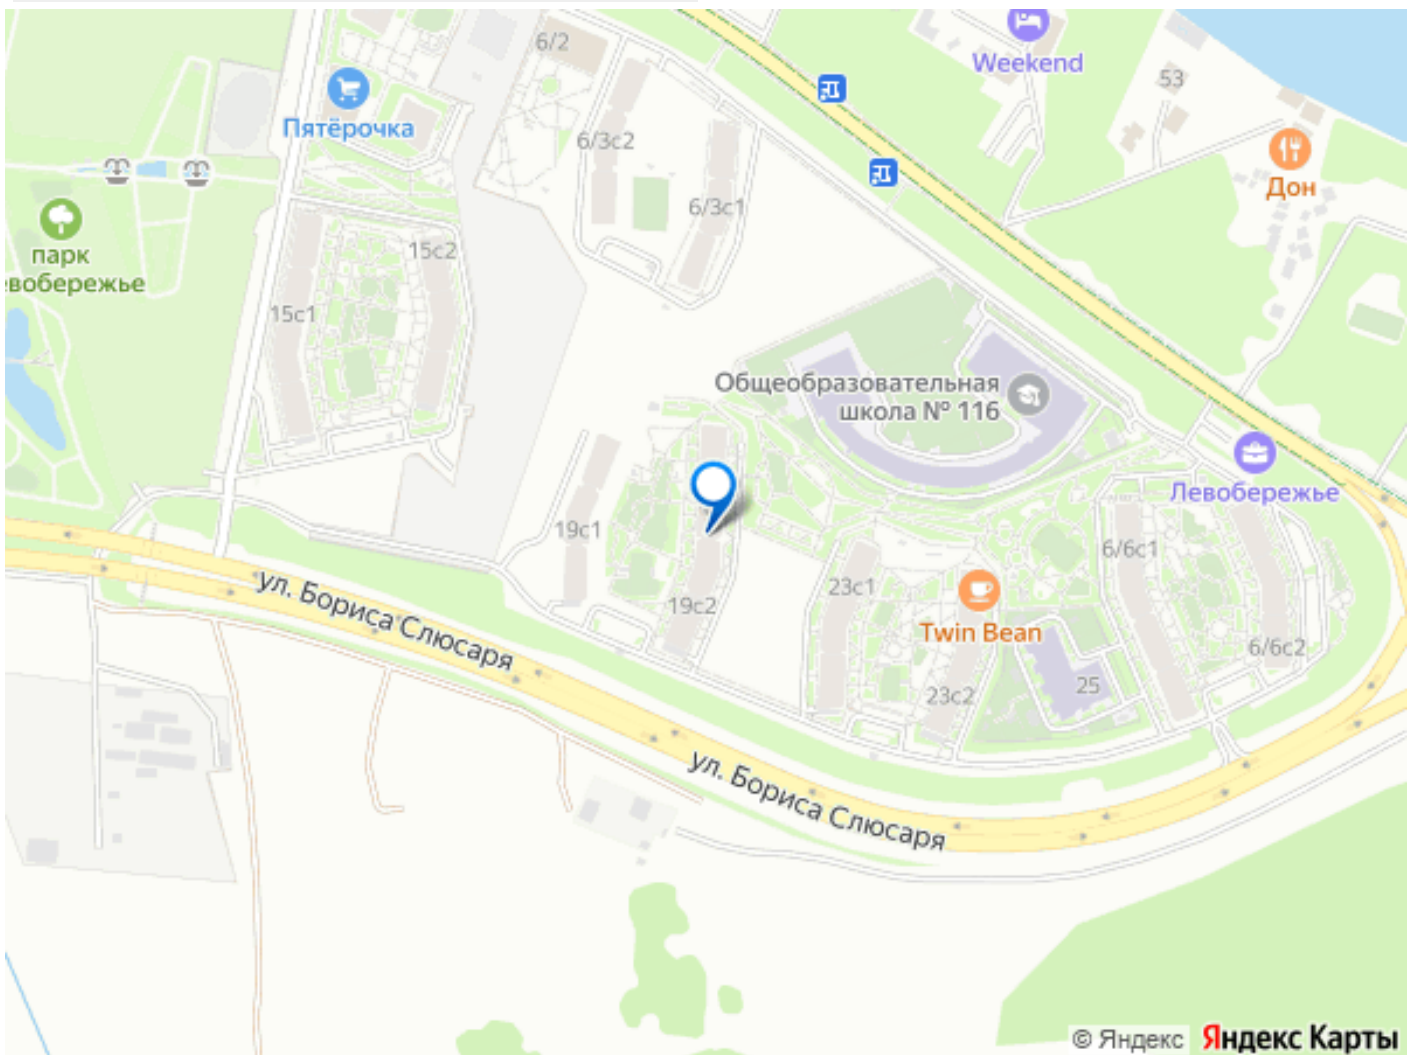 6/2
Weekend
53
Пятёрочка
6/3с2
Дон
6/3с1
парк
евобережье
15с2
15с1
Общеобразовательная
школа № 116
Левобережье
19с1
6/6с1
23с1
ул. Бориса Слюсаря
19с2
Twin Bean
6/6с2
25
23с2
ул. Бориса Слюсаря
© Яндекс Яндекс Карты